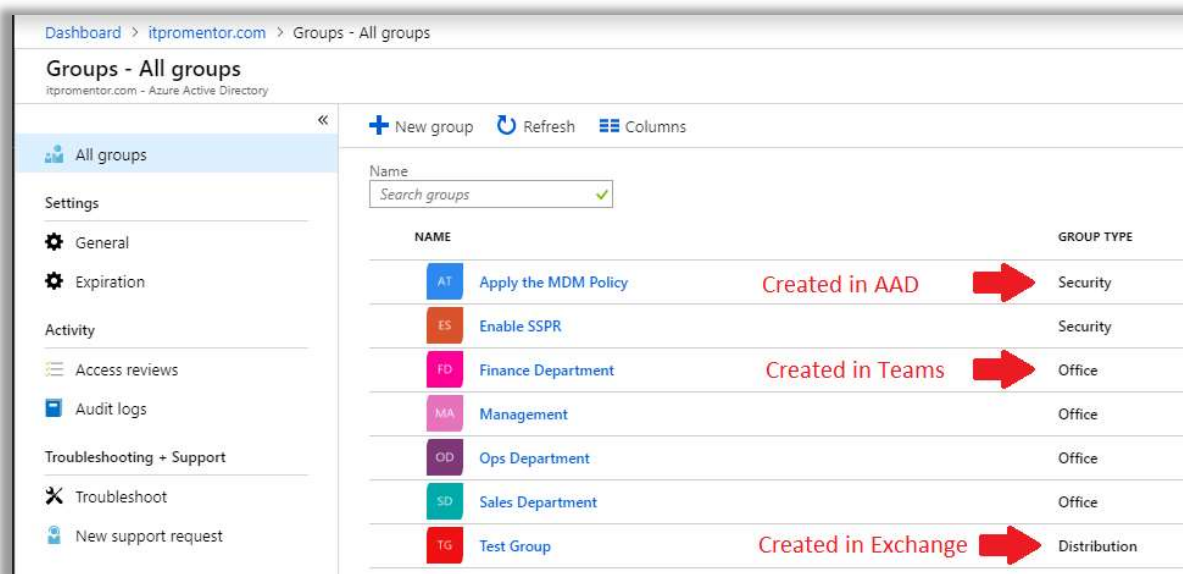 Dashboard > itpromentor.com > Groups - All groups
Groups - All groups
itpromentor.com - Azure Active Directory
«
All groups
Settings
General
Expiration
Activity
Access reviews
Audit logs
Troubleshooting + Support
Troubleshoot
New support request
New group Refresh Columns
Name
Search groups
NAME GROUP TYPE
AT Apply the MDM Policy Created in AAD Security
ES Enable SSPR Security
FD Finance Department Created in Teams Office
MA Management Office
OD Ops Department Office
SD Sales Department Office
TG Test Group Created in Exchange Distribution